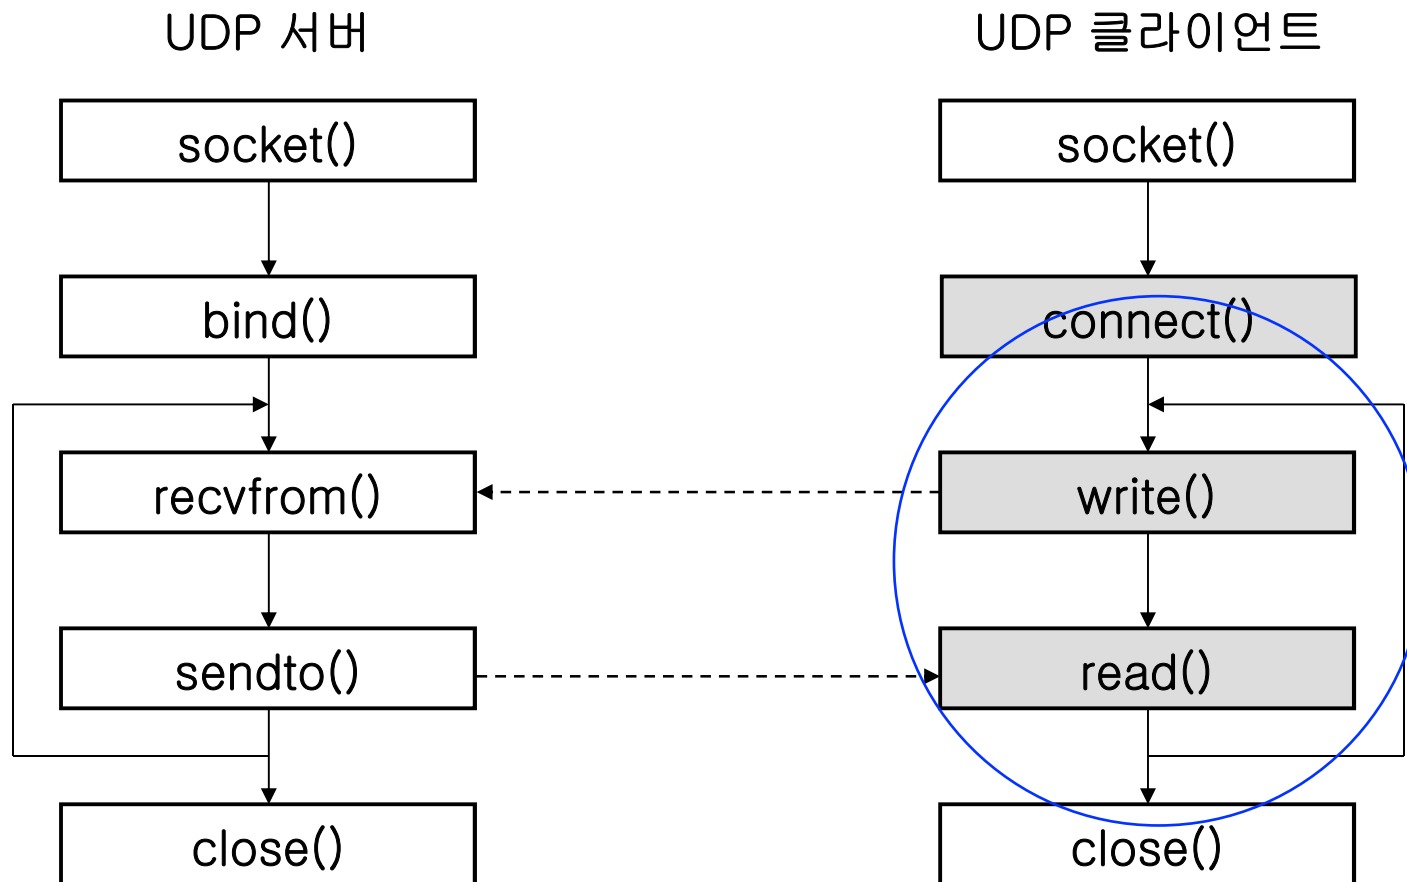 UDP 서버
UDP 클라이언트
socket()
socket()
bind()
connect()
recvfrom()
write()
sendto()
read()
close()
close()